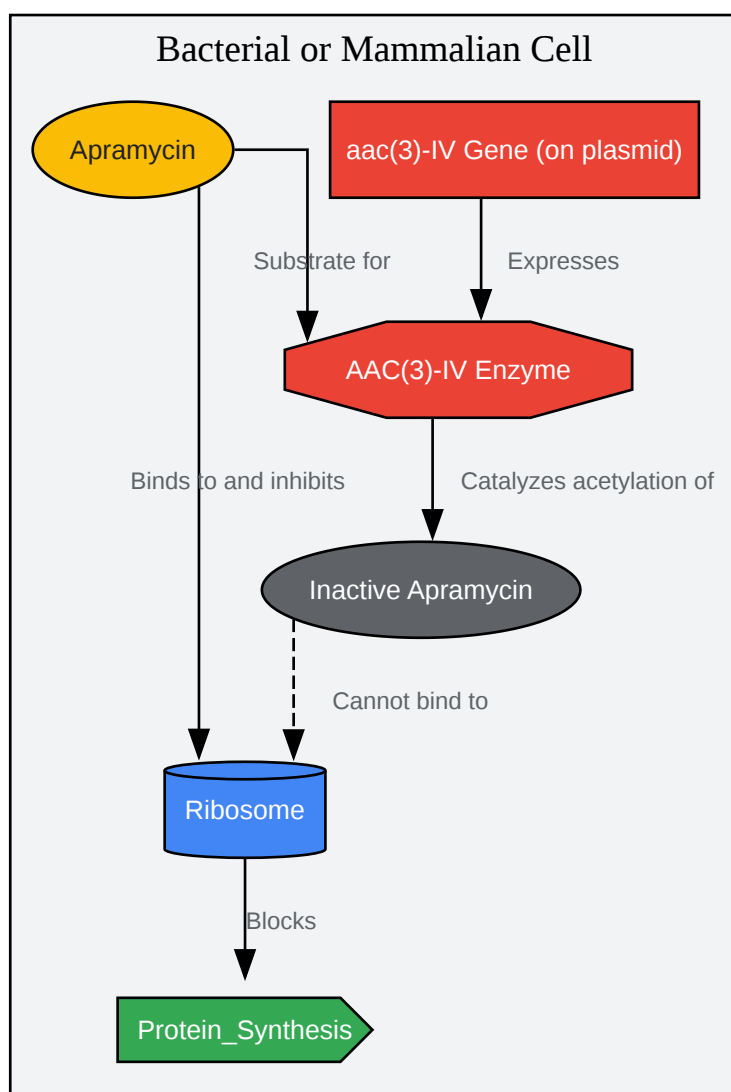 Bacterial or Mammalian Cell
Apramycin
aac(3)-IV Gene (on plasmid)
Substrate for
Expresses
AAC(3)-IV Enzyme
Binds to and inhibits
Catalyzes acetylation of
Inactive Apramycin
Cannot bind to
Ribosome
Blocks
Protein_Synthesis